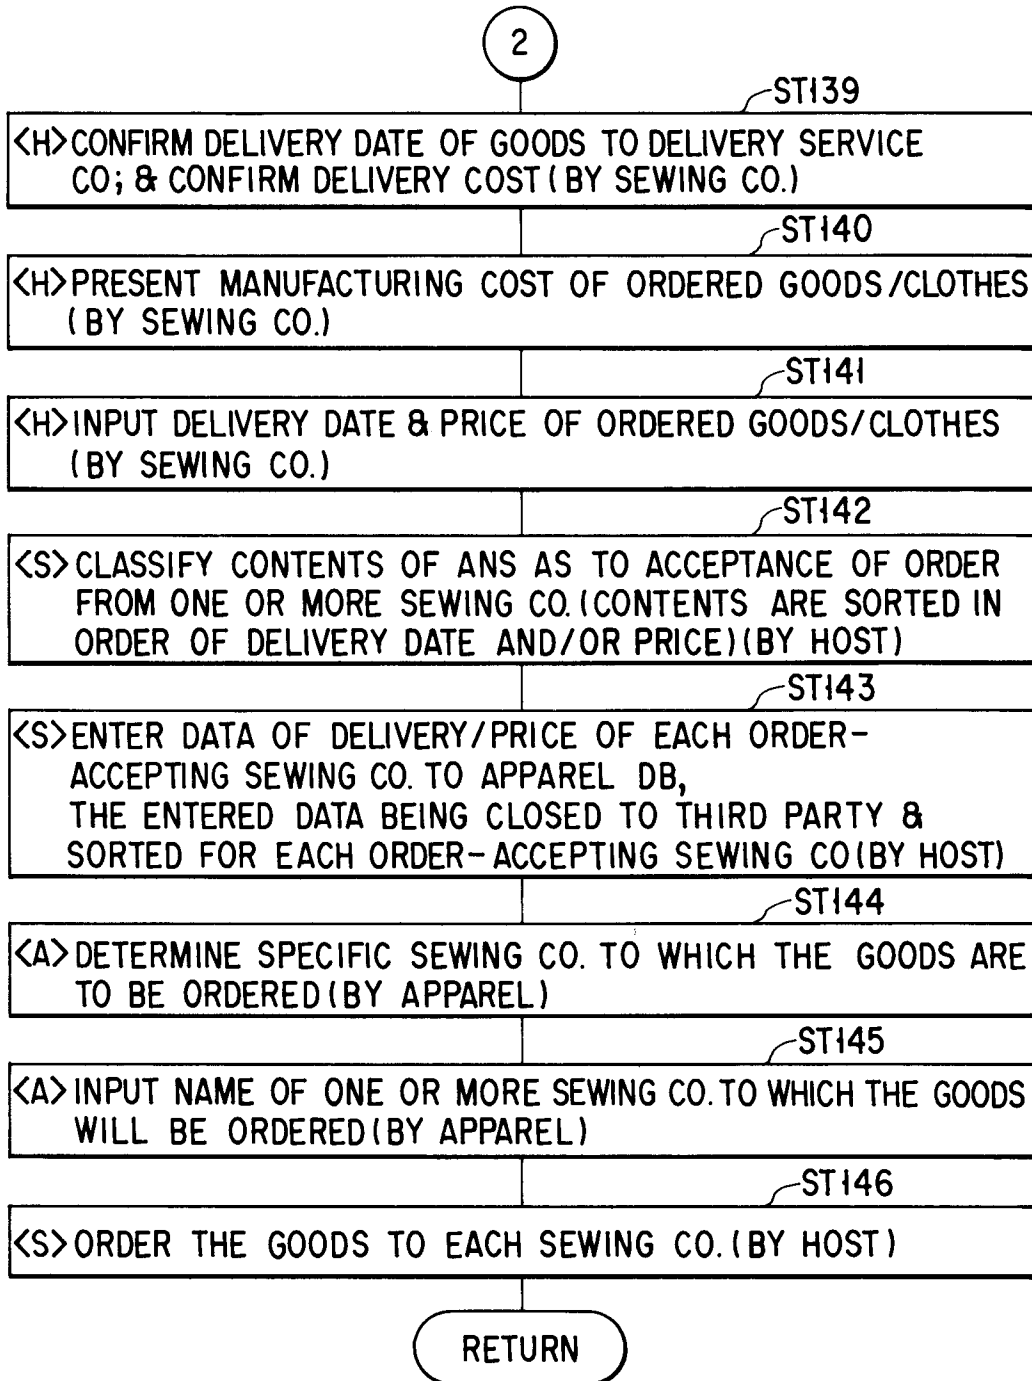 2
ST139
<H> CONFIRM DELIVERY DATE OF GOODS TO DELIVERY SERVICE
CO; & CONFIRM DELIVERY COST (BY SEWING CO.)
ST140
<H> PRESENT MANUFACTURING COST OF ORDERED GOODS/CLOTHES
(BY SEWING CO.)
ST141
<H> INPUT DELIVERY DATE & PRICE OF ORDERED GOODS/CLOTHES
(BY SEWING CO.)
ST142
<S> CLASSIFY CONTENTS OF ANS AS TO ACCEPTANCE OF ORDER
FROM ONE OR MORE SEWING CO. (CONTENTS ARE SORTED IN
ORDER OF DELIVERY DATE AND/OR PRICE) (BY HOST)
ST143
<S> ENTER DATA OF DELIVERY/PRICE OF EACH ORDER-
ACCEPTING SEWING CO. TO APPAREL DB,
THE ENTERED DATA BEING CLOSED TO THIRD PARTY &
SORTED FOR EACH ORDER-ACCEPTING SEWING CO (BY HOST)
ST144
<A> DETERMINE SPECIFIC SEWING CO. TO WHICH THE GOODS ARE
TO BE ORDERED (BY APPAREL)
ST145
<A> INPUT NAME OF ONE OR MORE SEWING CO. TO WHICH THE GOODS
WILL BE ORDERED (BY APPAREL)
ST146
<S> ORDER THE GOODS TO EACH SEWING CO. (BY HOST)
RETURN